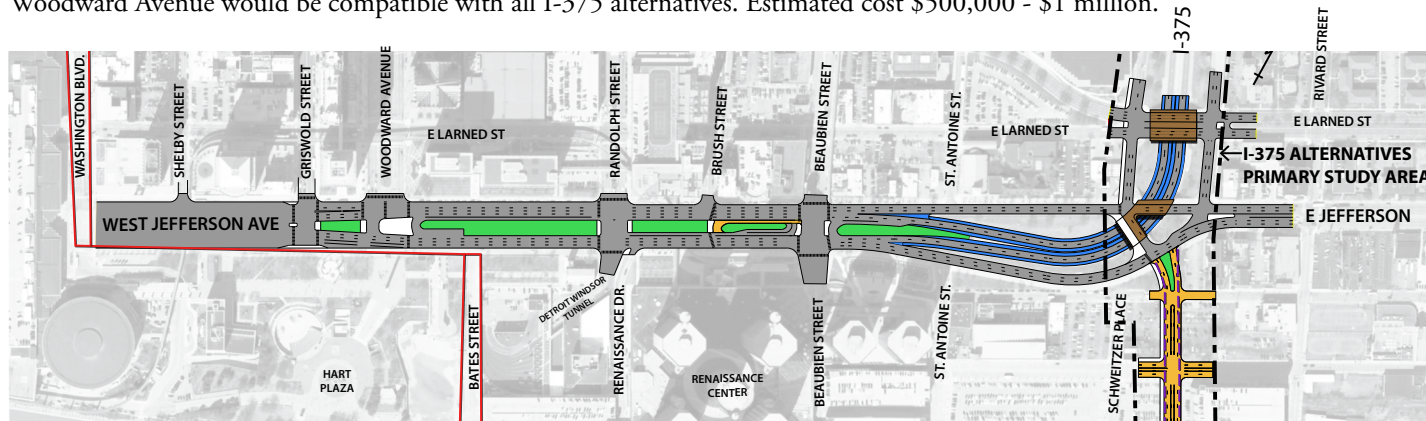 Woodward Avenue would be compatible with all I-375 alternatives. Estimated cost $500,000 - $1 million.
WASHINGTON BLVD.
SHELBY STREET
GRISWOLD STREET
WOODWARD AVENUE
E LARNED ST
RANDOLPH STREET
BRUSH STREET
BEAUBIEN STREET
ST. ANTOINE ST.
E LARNED ST
I-375
RIVARD STREET
E LARNED ST
I-375 ALTERNATIVES
PRIMARY STUDY AREA
WEST JEFFERSON AVE
E JEFFERSON
DETROIT WINDSOR
TUNNEL
HART
PLAZA
BATES STREET
RENAISSANCE DR.
RENAISSANCE
CENTER
BEAUBIEN STREET
ST. ANTOINE ST.
SCHWEITZER PLACE